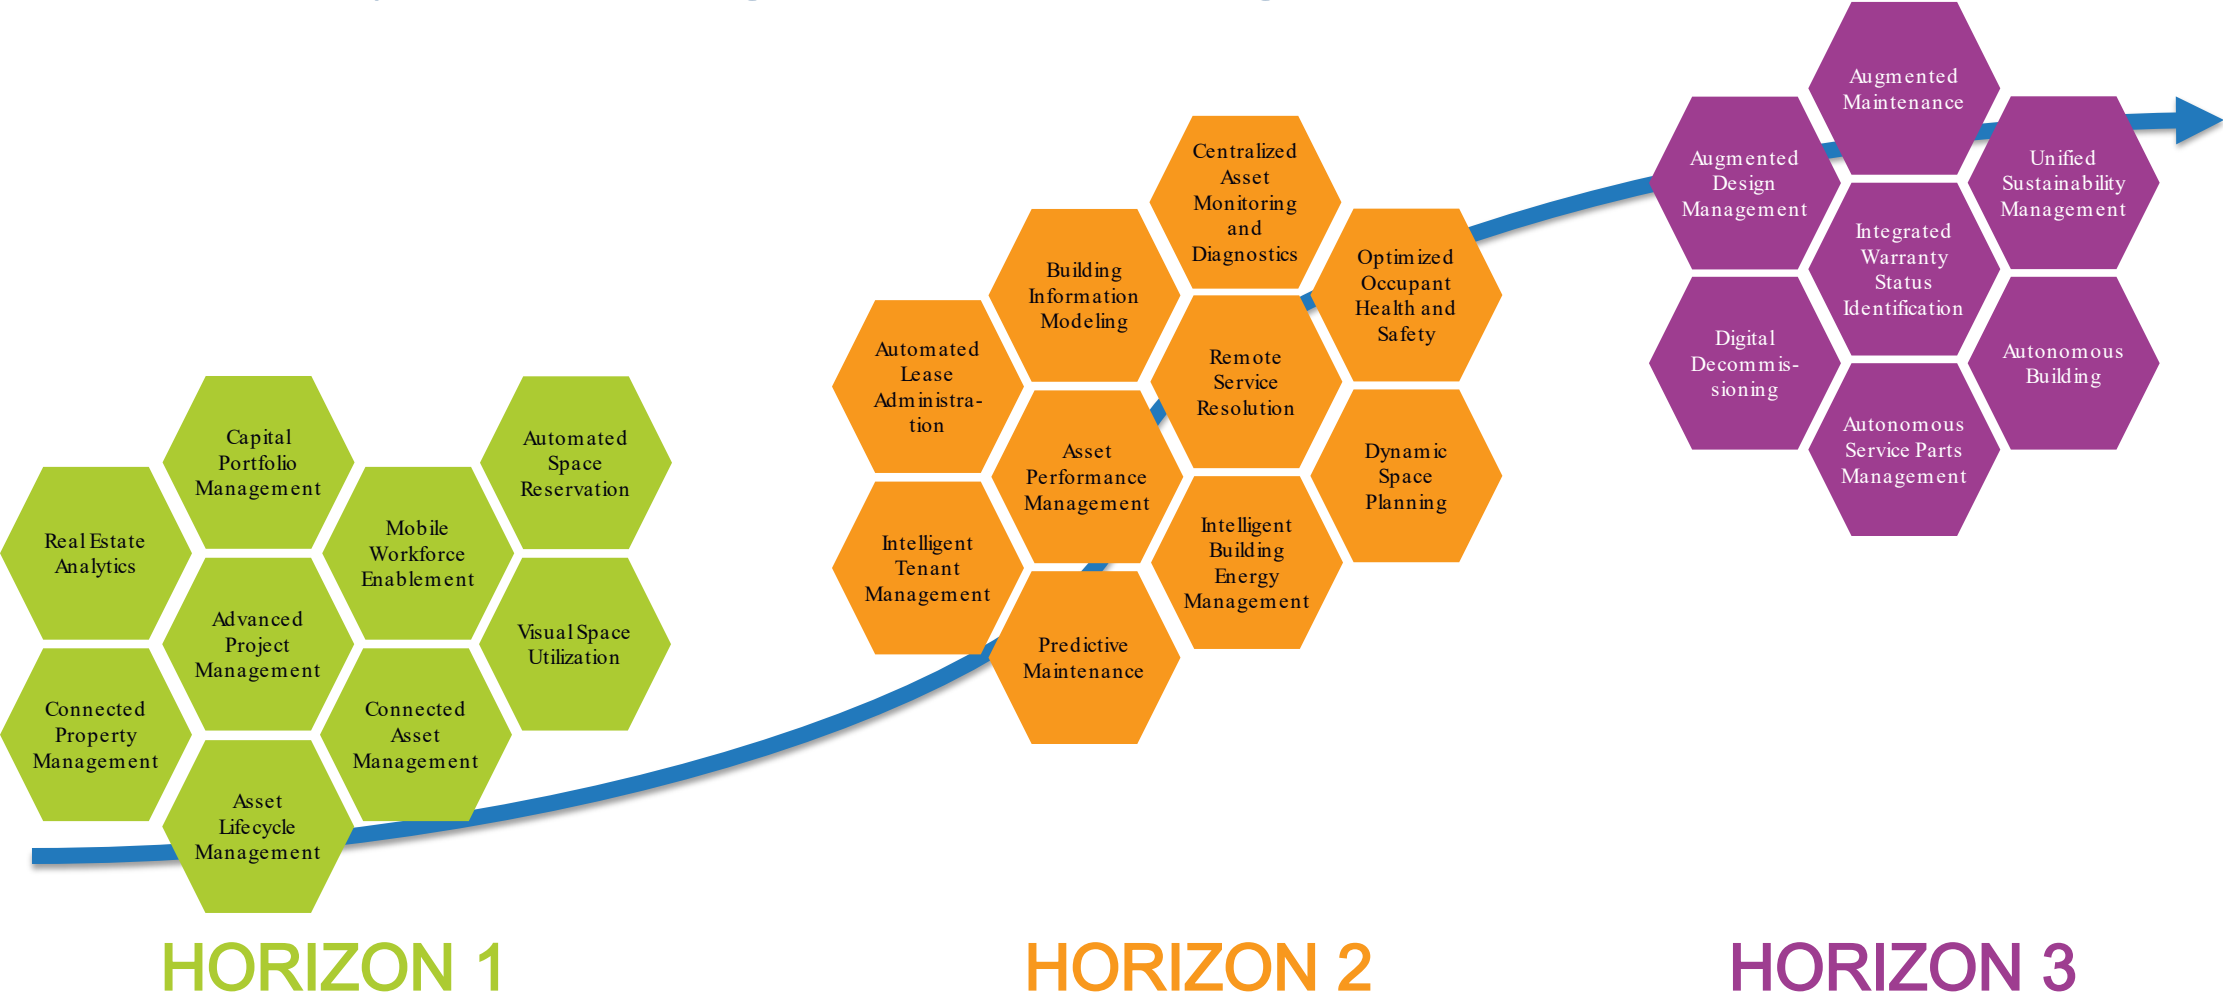 Capital
Portfolio
Management
Automated
Space
Reservation
Real Estate
Analytics
Mobile
Workforce
Enablement
Advanced
Project
Management
Visual Space
Utilization
Connected
Property
Management
Connected
Asset
Management
Asset
Lifecycle
Management
HORIZON 1
Centralized
Asset
Monitoring
and
Diagnostics
Building
Information
Modeling
Optimized
Occupant
Health and
Safety
Automated
Lease
Administra-
tion
Remote
Service
Resolution
Asset
Performance
Management
Dynamic
Space
Planning
Intelligent
Tenant
Management
Intelligent
Building
Energy
Management
Predictive
Maintenance
HORIZON 2
Augmented
Maintenance
Augmented
Design
Management
Unified
Sustainability
Management
Integrated
Warranty
Status
Identification
Digital
Decommis-
sioning
Autonomous
Building
Autonomous
Service Parts
Management
HORIZON 3